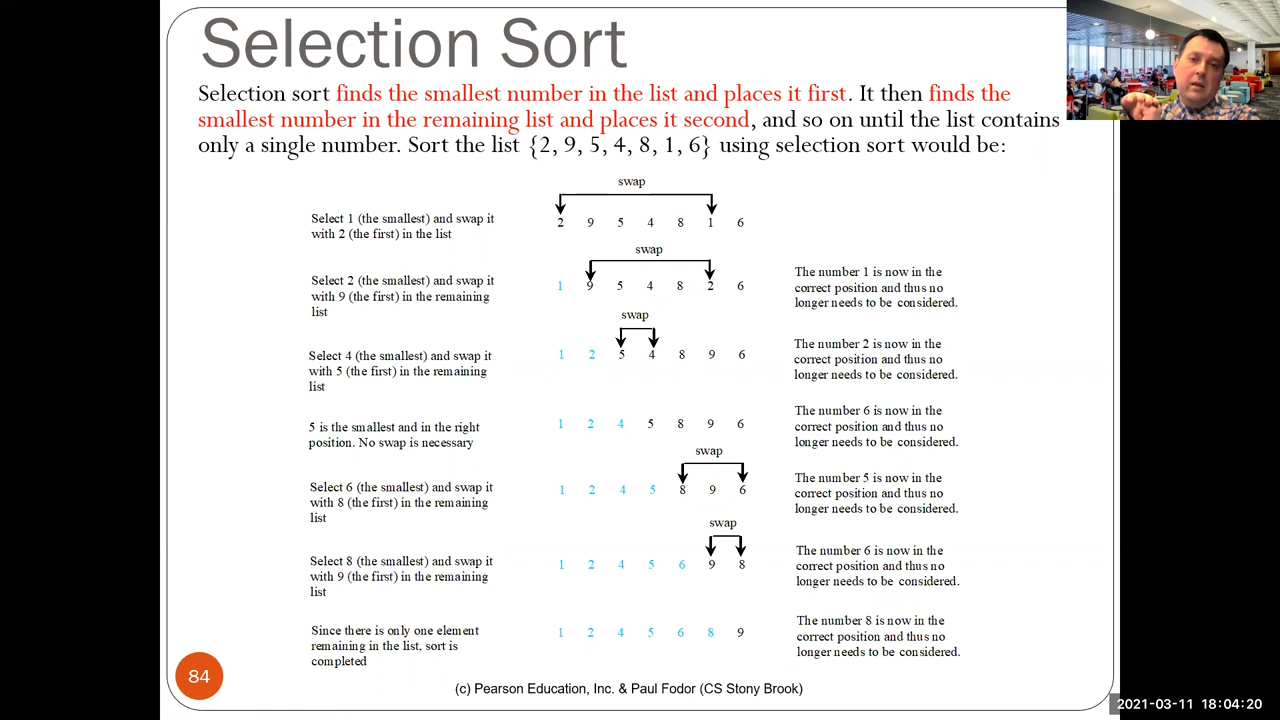 Selection Sort
Selection sort finds the smallest number in the list and places it first. It then finds the
smallest number in the remaining list and places it second, and so on until the list contains
only a single number. Sort the list {2, 9, 5, 4, 8, 1, 6} using selection sort would be:
swap
Select 1 (the smallest) and swap it
with 2 (the first) in the list
2 9 5 4 8 1 6
swap
Select 2 (the smallest) and swap it
with 9 (the first) in the remaining
list
1 9 5 4 8 2 6
The number 1 is now in the
correct position and thus no
longer needs to be considered.
swap
Select 4 (the smallest) and swap it
with 5 (the first) in the remaining
list
1 2 5 4 8 9 6
The number 2 is now in the
correct position and thus no
longer needs to be considered.
5 is the smallest and in the right
position. No swap is necessary
1 2 4 5 8 9 6
The number 6 is now in the
correct position and thus no
longer needs to be considered.
swap
Select 6 (the smallest) and swap it
with 8 (the first) in the remaining
list
1 2 4 5 8 9 6
The number 5 is now in the
correct position and thus no
longer needs to be considered.
swap
Select 8 (the smallest) and swap it
with 9 (the first) in the remaining
list
1 2 4 5 6 9 8
The number 6 is now in the
correct position and thus no
longer needs to be considered.
Since there is only one element
remaining in the list, sort is
completed
1 2 4 5 6 8 9
The number 8 is now in the
correct position and thus no
longer needs to be considered.
84
(c) Pearson Education, Inc. & Paul Fodor (CS Stony Brook)
2021-03-11 18:04:20